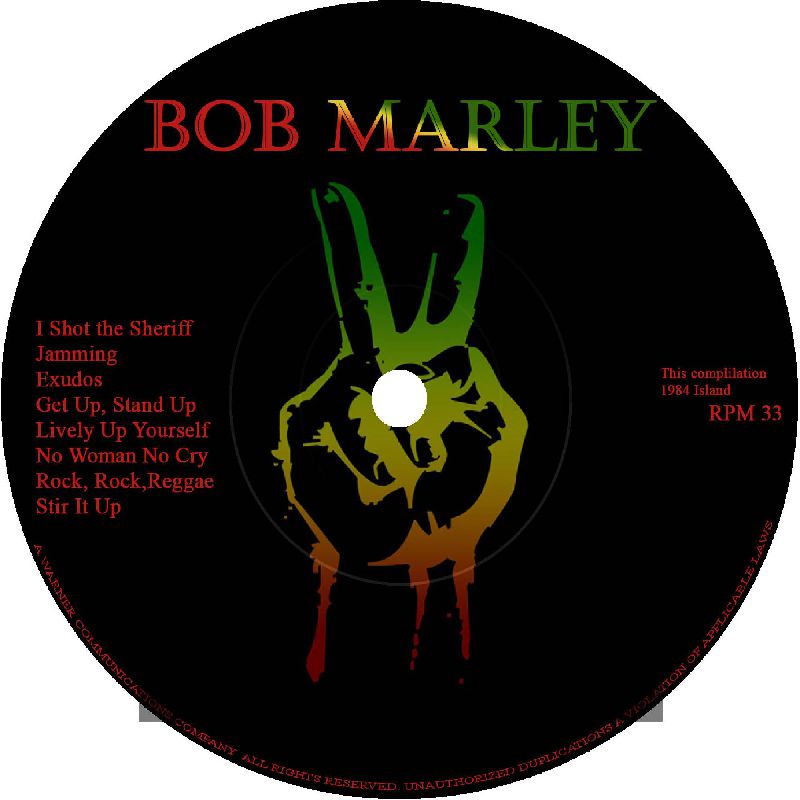 BOB MARLEY
I Shot the Sheriff
Jamming
Exudos
Get Up, Stand Up
Lively Up Yourself
No Woman No Cry
Rock, Rock,Reggae
Stir It Up
This complilation
1984 Island
RPM 33
A WARNER COMMUNICATIONS COMPANY ALL RIGHTS RESERVED. UNAUTHORIZED DUPLICATIONS A VIOLATION OF APPLICABLE LAWS